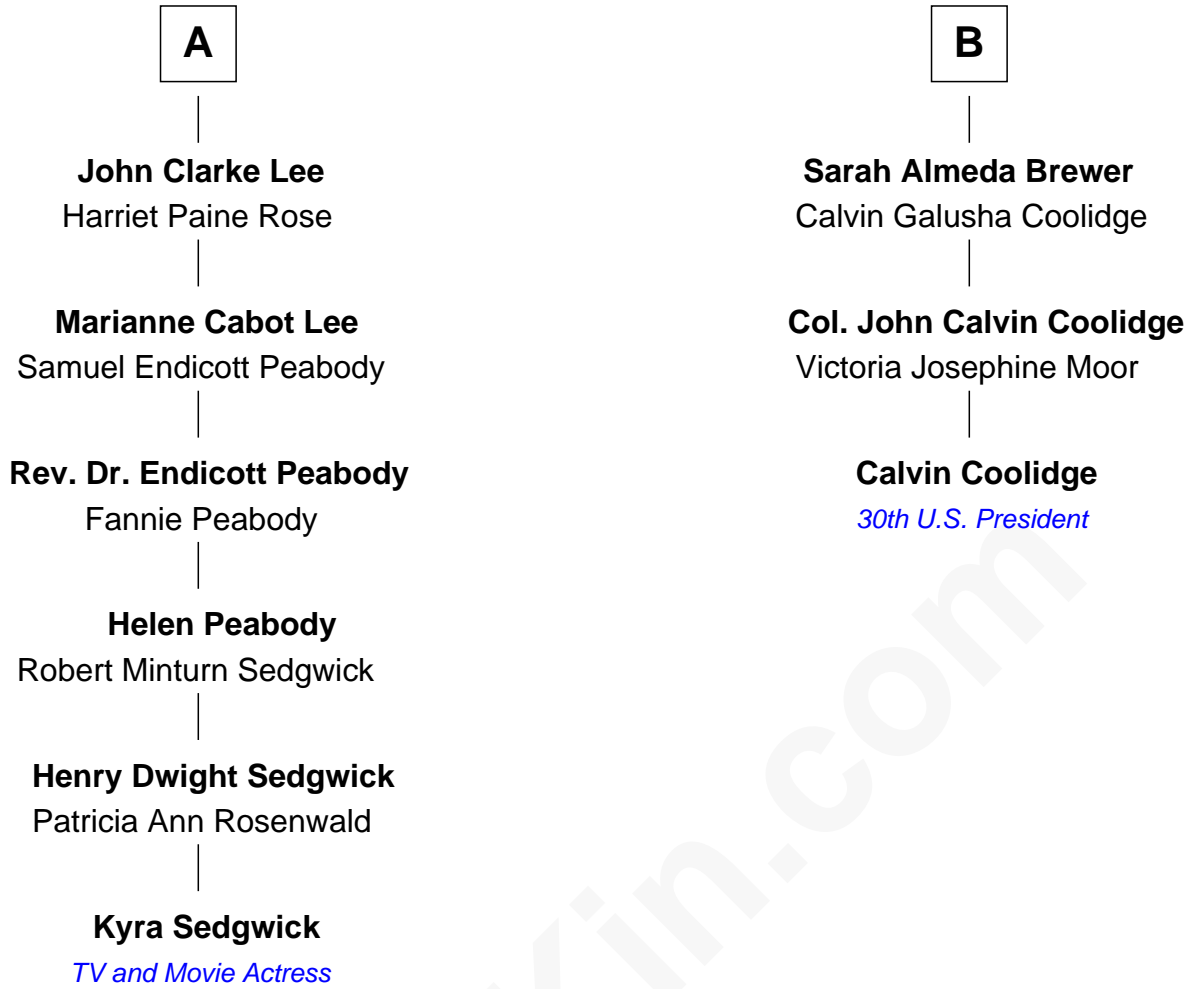 A
John Clarke Lee
Harriet Paine Rose
Marianne Cabot Lee
Samuel Endicott Peabody
Rev. Dr. Endicott Peabody
Fannie Peabody
Helen Peabody
Robert Minturn Sedgwick
Henry Dwight Sedgwick
Patricia Ann Rosenwald
Kyra Sedgwick
TV and Movie Actress
B
Sarah Almeda Brewer
Calvin Galusha Coolidge
Col. John Calvin Coolidge
Victoria Josephine Moor
Calvin Coolidge
30th U.S. President